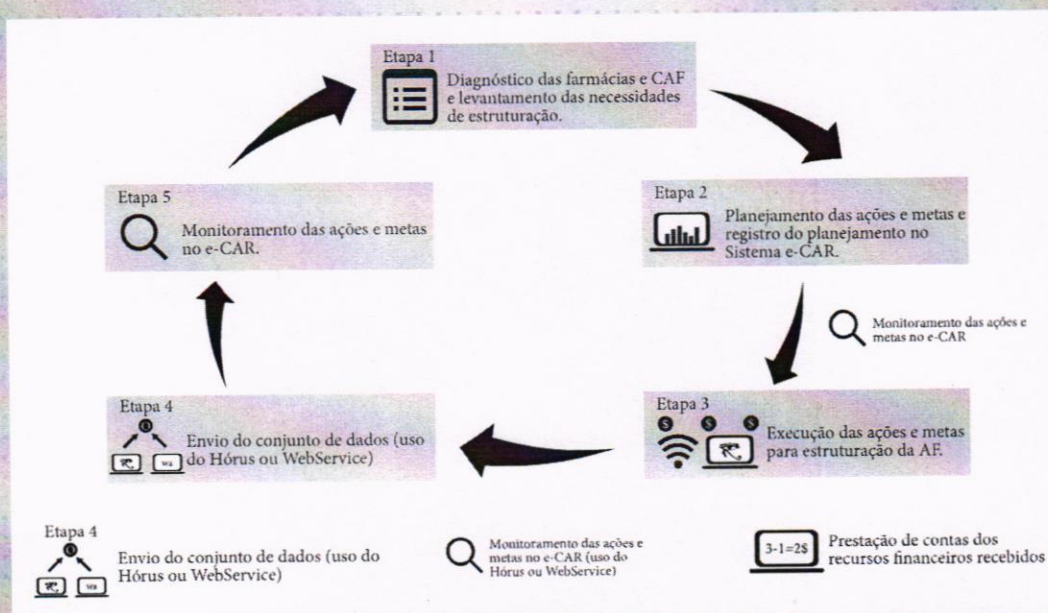 Etapa 1
Diagnóstico das farmácias e CAF
e levantamento das necessidades
de estruturação.
Etapa 5
Monitoramento das ações e metas
no e-CAR.
Etapa 2
Planejamento das ações e metas e
registro do planejamento no
Sistema e-CAR.
Monitoramento das ações e
metas no e-CAR
Etapa 4
Envio do conjunto de dados (uso
do Hórus ou WebService)
Etapa 3
$ $ $
Execução das ações e metas
para estruturação da AF.
Etapa 4
Envio do conjunto de dados (uso do
Hórus ou WebService)
Monitoramento das ações e
metas no e-CAR (uso do
Hórus ou WebService)
3-1=2$
Prestação de contas dos
recursos financeiros recebidos